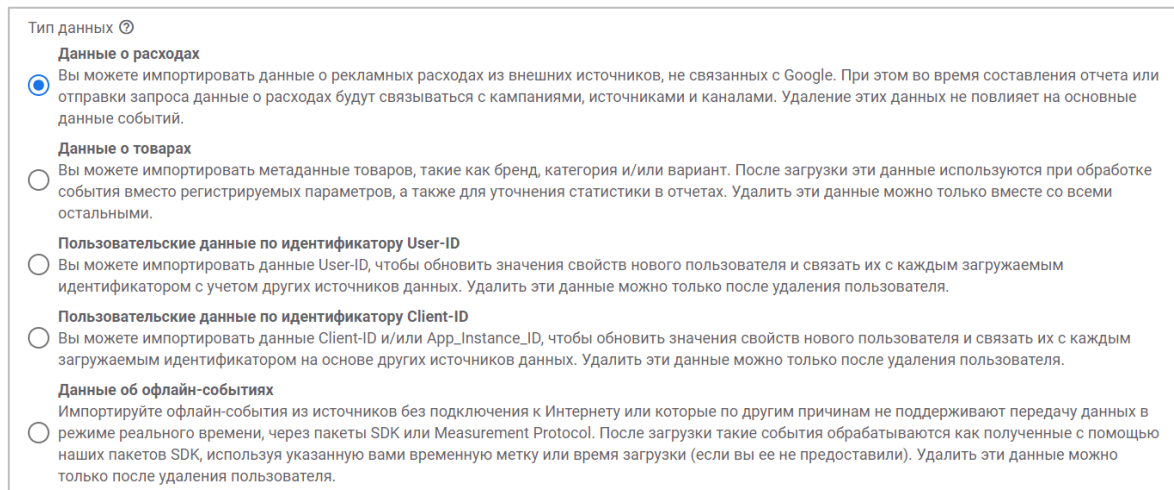 Тип данных
Данные о расходах
Вы можете импортировать данные о рекламных расходах из внешних источников, не связанных с Google. При этом во время составления отчета или
отправки запроса данные о расходах будут связываться с кампаниями, источниками и каналами. Удаление этих данных не повлияет на основные
данные событий.
Данные о товарах
Вы можете импортировать метаданные товаров, такие как бренд, категория и/или вариант. После загрузки эти данные используются при обработке
события вместо регистрируемых параметров, а также для уточнения статистики в отчетах. Удалить эти данные можно только вместе со всеми
остальными.
Пользовательские данные по идентификатору User-ID
Вы можете импортировать данные User-ID, чтобы обновить значения свойств нового пользователя и связать их с каждым загружаемым
идентификатором с учетом других источников данных. Удалить эти данные можно только после удаления пользователя.
Пользовательские данные по идентификатору Client-ID
Вы можете импортировать данные Client-ID и/или App_Instance_ID, чтобы обновить значения свойств нового пользователя и связать их с каждым
загружаемым идентификатором на основе других источников данных. Удалить эти данные можно только после удаления пользователя.
Данные об офлайн-событиях
Импортируйте офлайн-события из источников без подключения к Интернету или которые по другим причинам не поддерживают передачу данных в
режиме реального времени, через пакеты SDK или Measurement Protocol. После загрузки такие события обрабатываются как полученные с помощью
наших пакетов SDK, используя указанную вами временную метку или время загрузки (если вы ее не предоставили). Удалить эти данные можно
только после удаления пользователя.